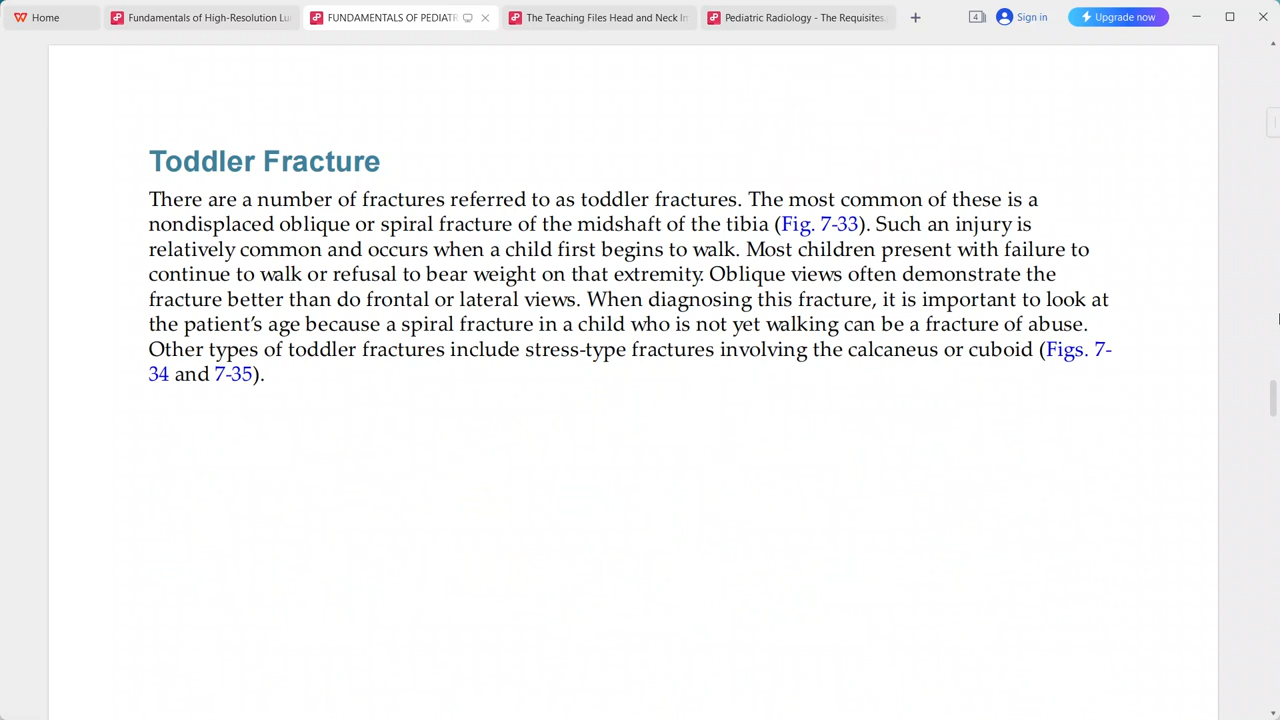 Home
Fundamentals of High-Resolution Lu
FUNDAMENTALS OF PEDIATR
The Teaching Files Head and Neck Im
Pediatric Radiology - The Requisites.
4
Sign in
Upgrade now
Toddler Fracture
There are a number of fractures referred to as toddler fractures. The most common of these is a
nondisplaced oblique or spiral fracture of the midshaft of the tibia (Fig. 7-33). Such an injury is
relatively common and occurs when a child first begins to walk. Most children present with failure to
continue to walk or refusal to bear weight on that extremity. Oblique views often demonstrate the
fracture better than do frontal or lateral views. When diagnosing this fracture, it is important to look at
the patient’s age because a spiral fracture in a child who is not yet walking can be a fracture of abuse.
Other types of toddler fractures include stress-type fractures involving the calcaneus or cuboid (Figs. 7-
34 and 7-35).